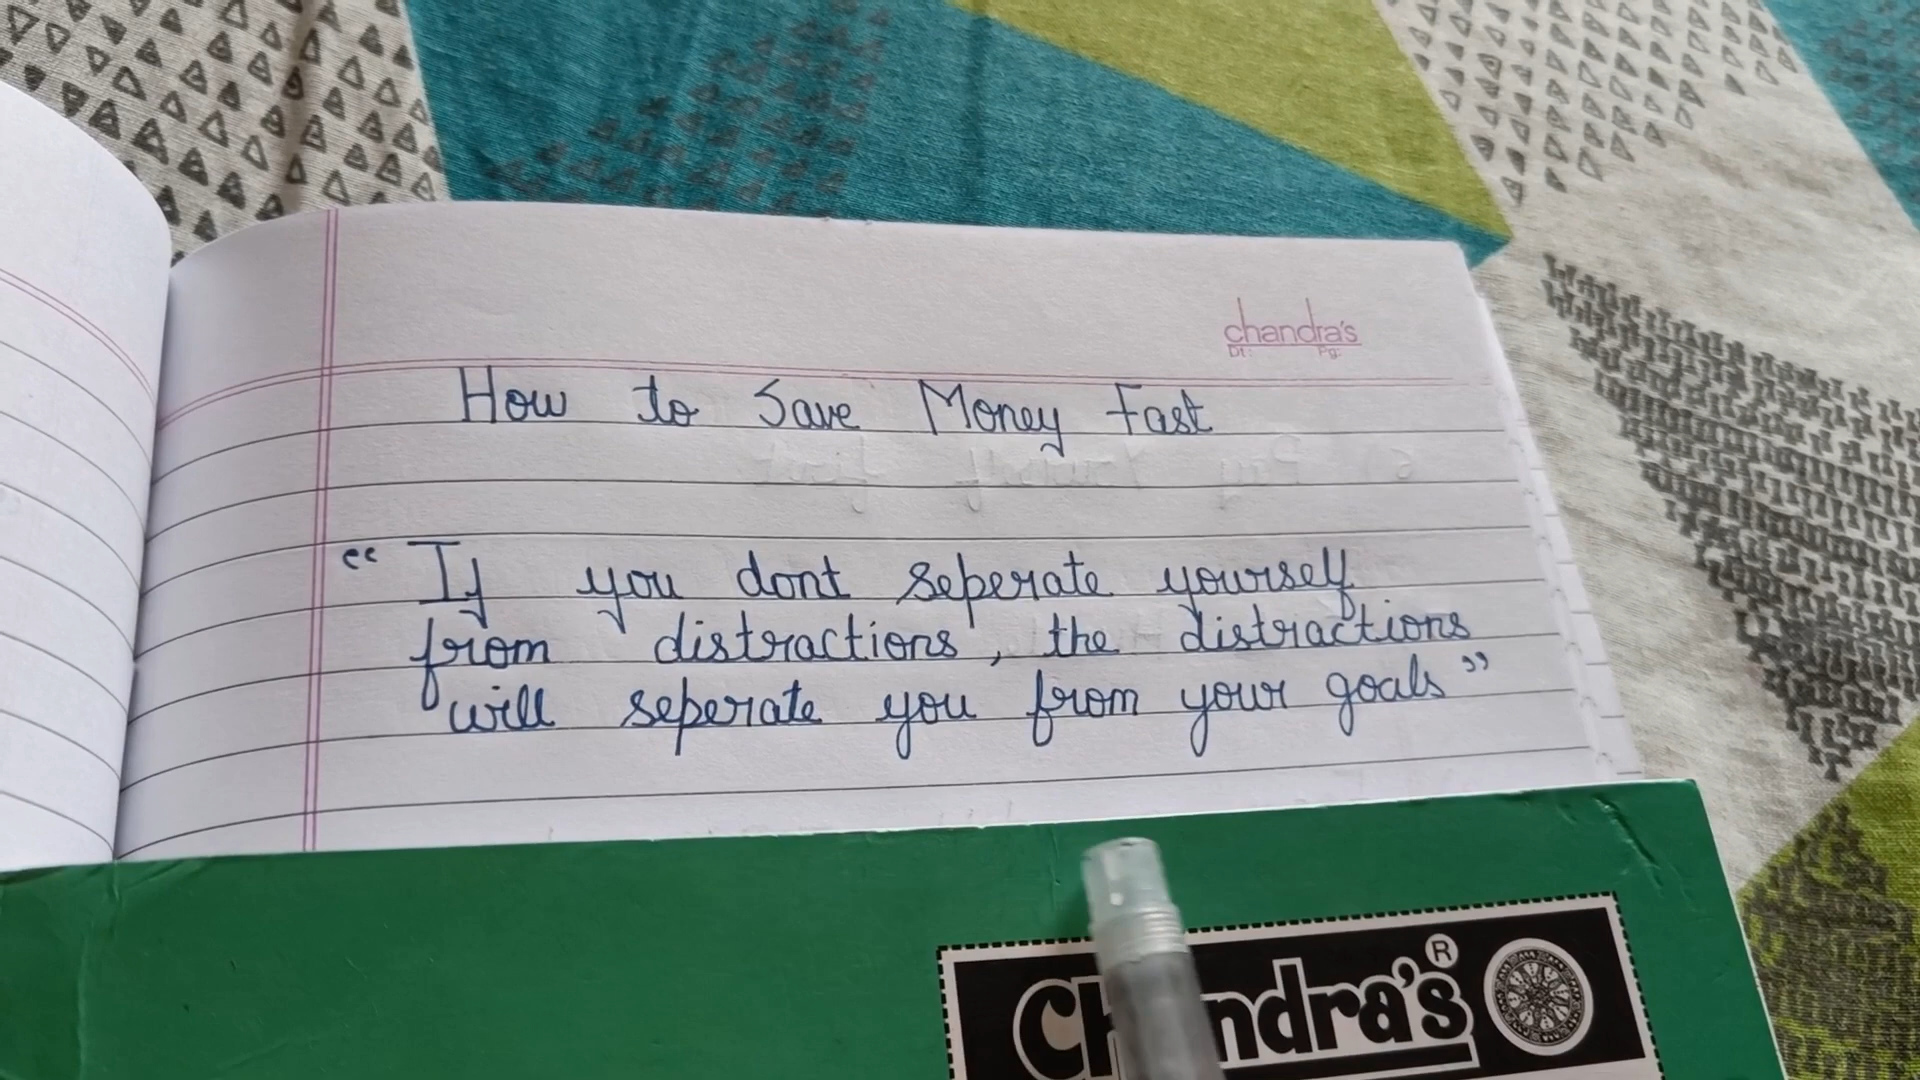 chandra's
Dt: Pg:
How to Save Money Fast
“ If you dont seperate yourself
from distractions, the distractions
will seperate you from your goals ”
ndra's ®